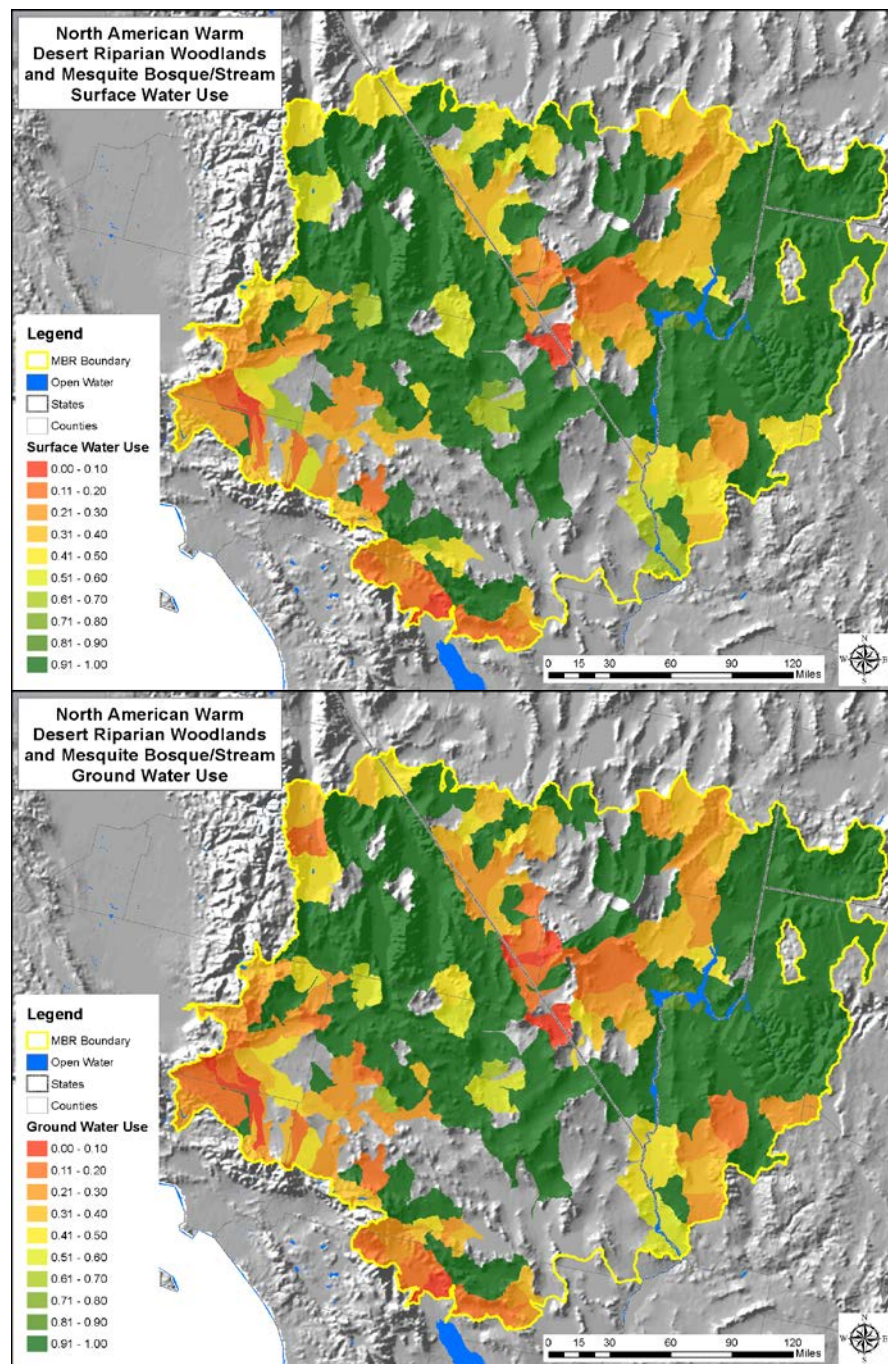 North American Warm
Desert Riparian Woodlands
and Mesquite Bosque/Stream
Surface Water Use
Legend
MBR Boundary
Open Water
States
Counties
Surface Water Use
0.00 - 0.10
0.11 - 0.20
0.21 - 0.30
0.31 - 0.40
0.41 - 0.50
0.51 - 0.60
0.61 - 0.70
0.71 - 0.80
0.81 - 0.90
0.91 - 1.00
N
W E
S
0 15 30 60 90 120
Miles
North American Warm
Desert Riparian Woodlands
and Mesquite Bosque/Stream
Ground Water Use
Legend
MBR Boundary
Open Water
States
Counties
Ground Water Use
0.00 - 0.10
0.11 - 0.20
0.21 - 0.30
0.31 - 0.40
0.41 - 0.50
0.51 - 0.60
0.61 - 0.70
0.71 - 0.80
0.81 - 0.90
0.91 - 1.00
N
W E
S
0 15 30 60 90 120
Miles